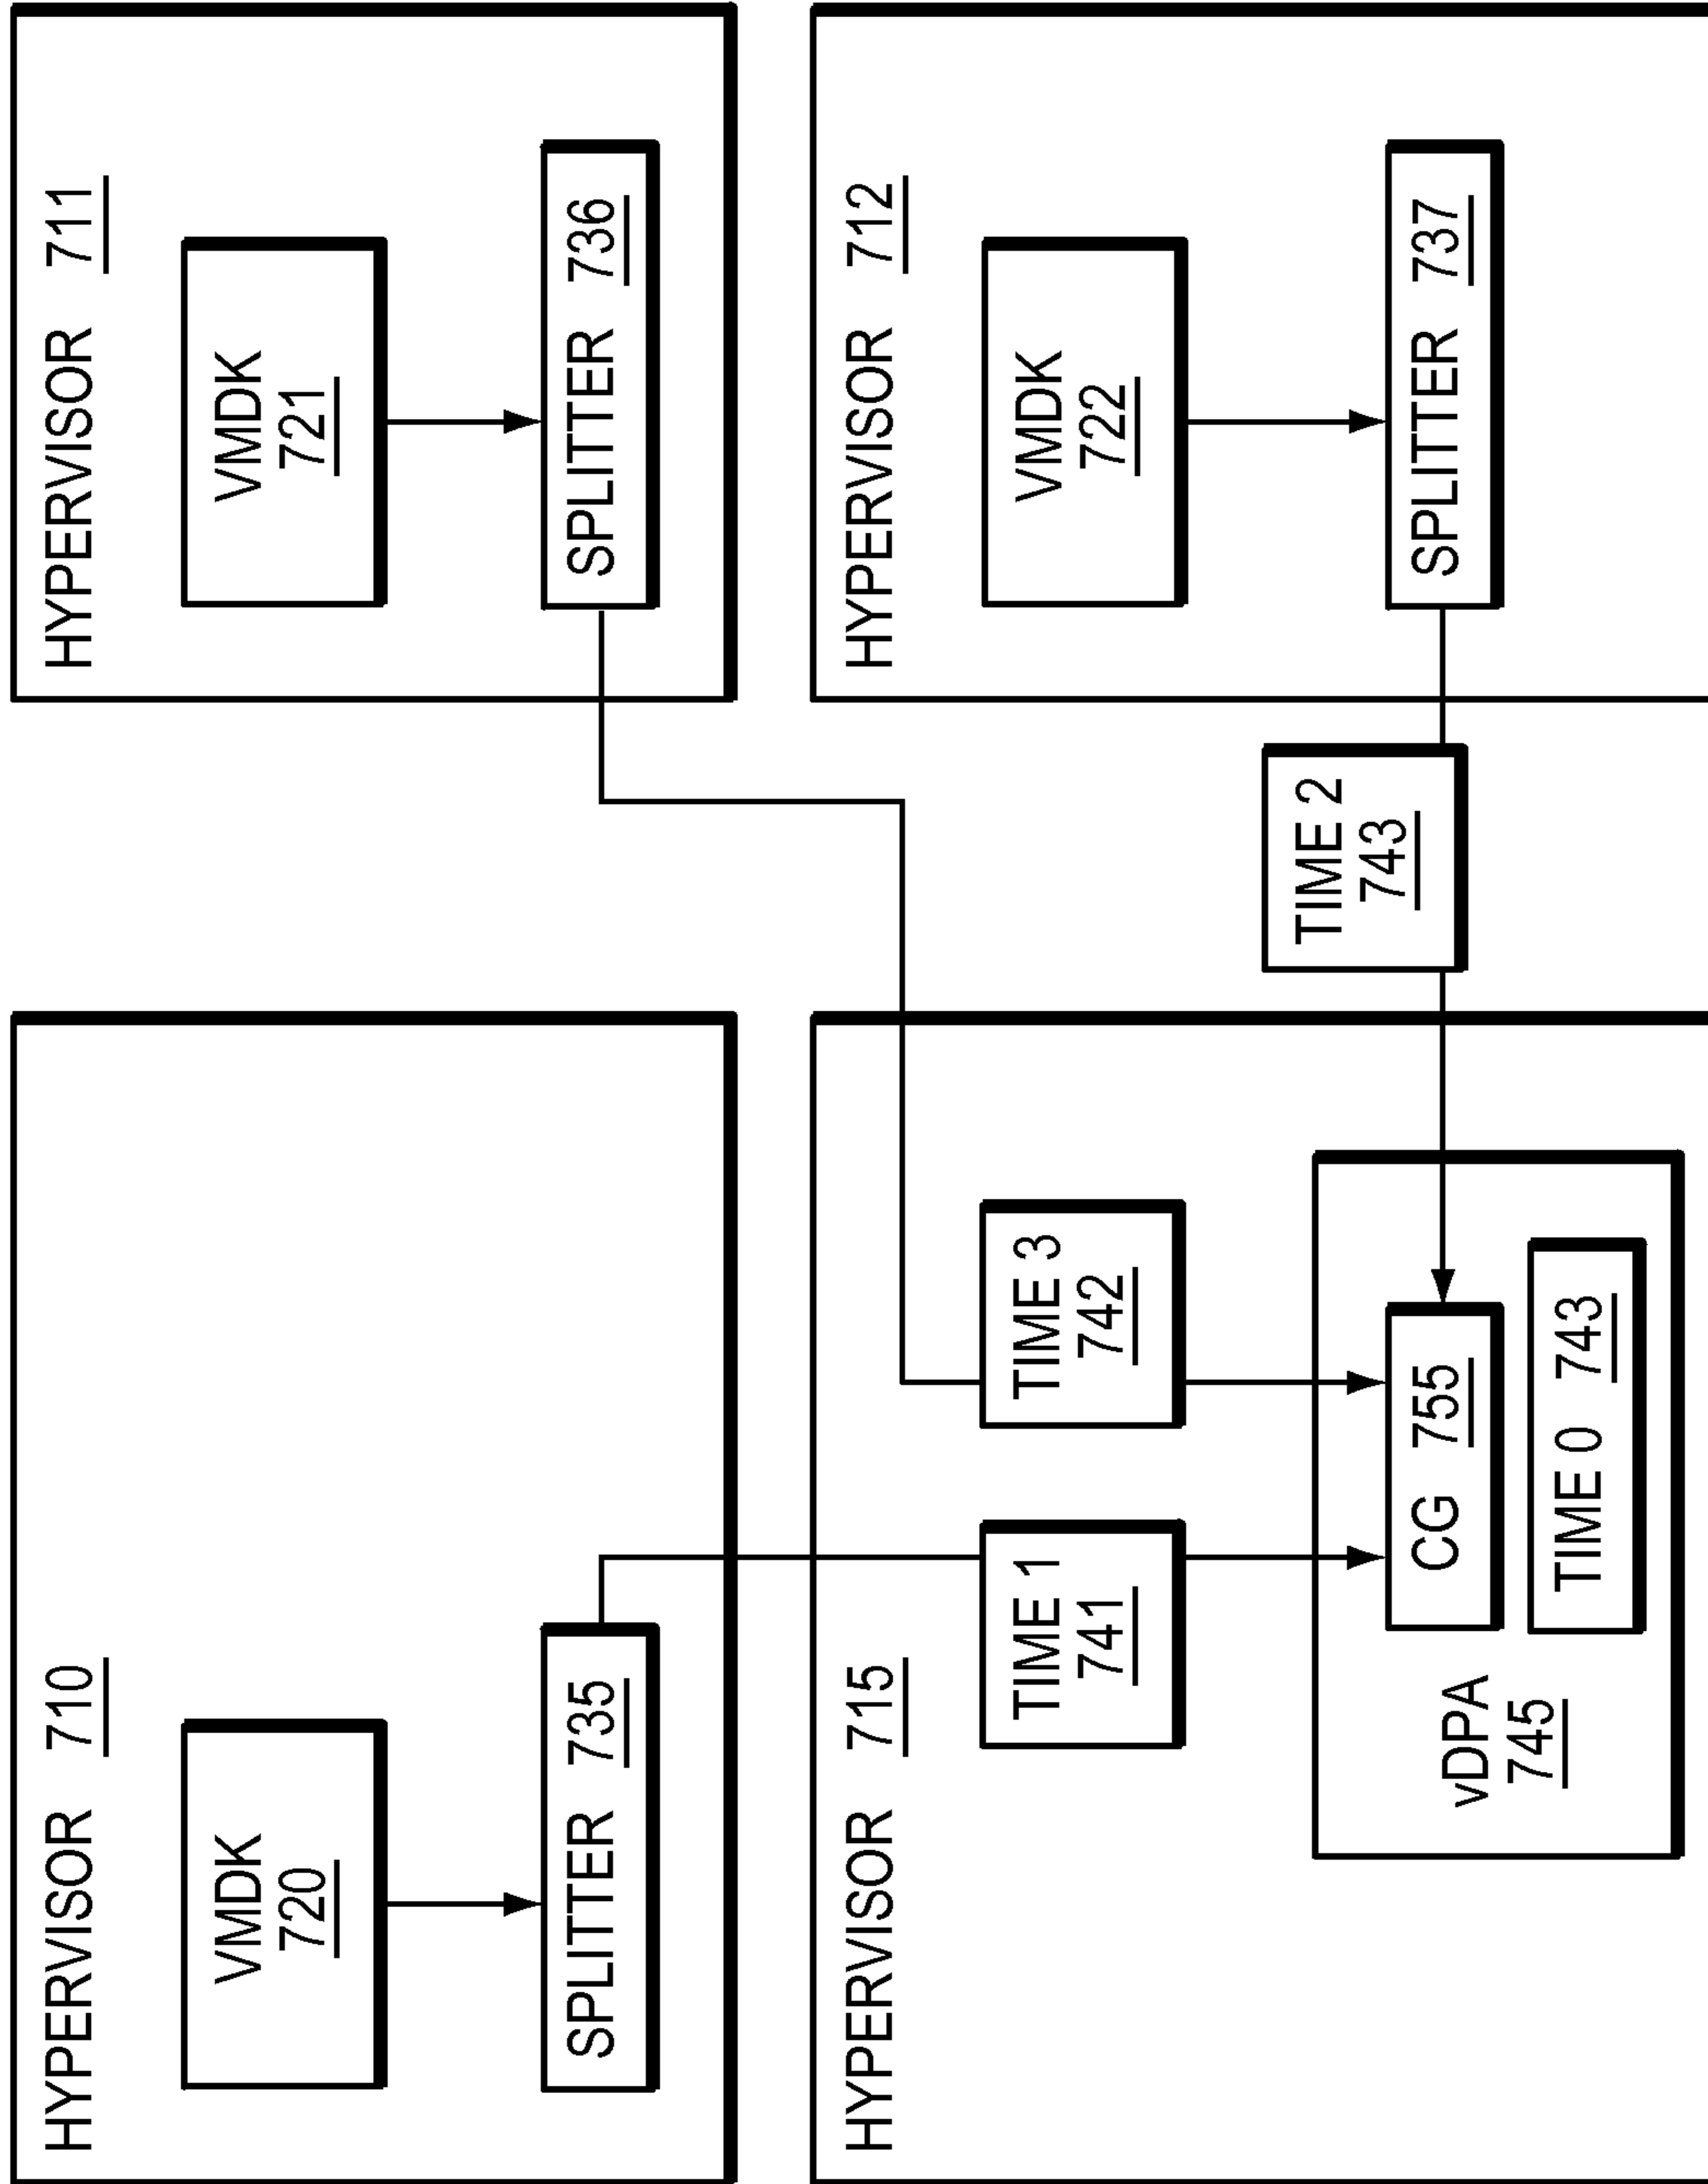 HYPERVISOR 710
VMDK
720
SPLITTER 735
HYPERVISOR 711
VMDK
721
SPLITTER 736
HYPERVISOR 715
TIME 1
741
TIME 3
742
vDPA
745
CG 755
TIME 0 743
TIME 2
743
HYPERVISOR 712
VMDK
722
SPLITTER 737